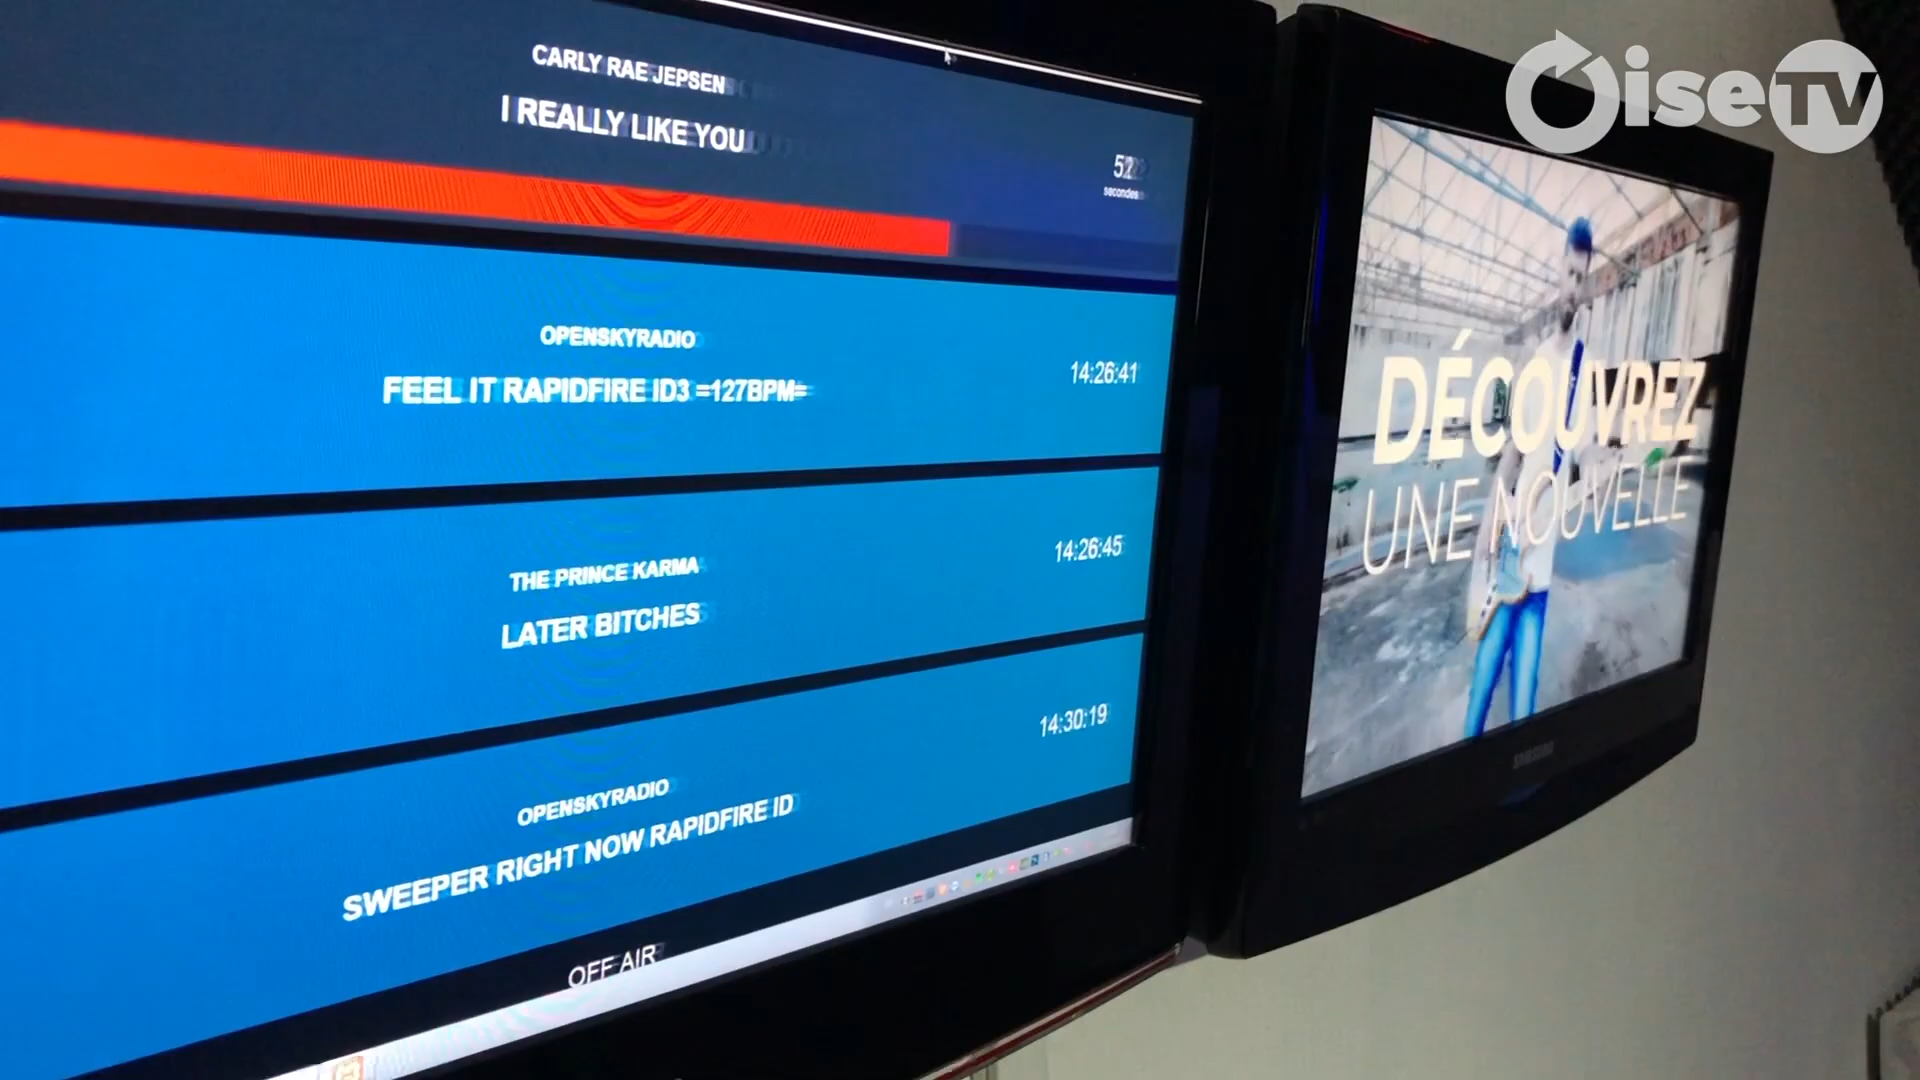 CARLY RAE JEPSEN
I REALLY LIKE YOU
secondes
OPENSKYRADIO
FEEL IT RAPIDFIRE ID3 =127BPM=
14:26:41
THE PRINCE KARMA
LATER BITCHES
14:26:45
OPENSKYRADIO
SWEEPER RIGHT NOW RAPIDFIRE ID
14:30:19
OFF AIR
OiseTV
DÉCOUVREZ
UNE NOUVELLE
SAMSUNG